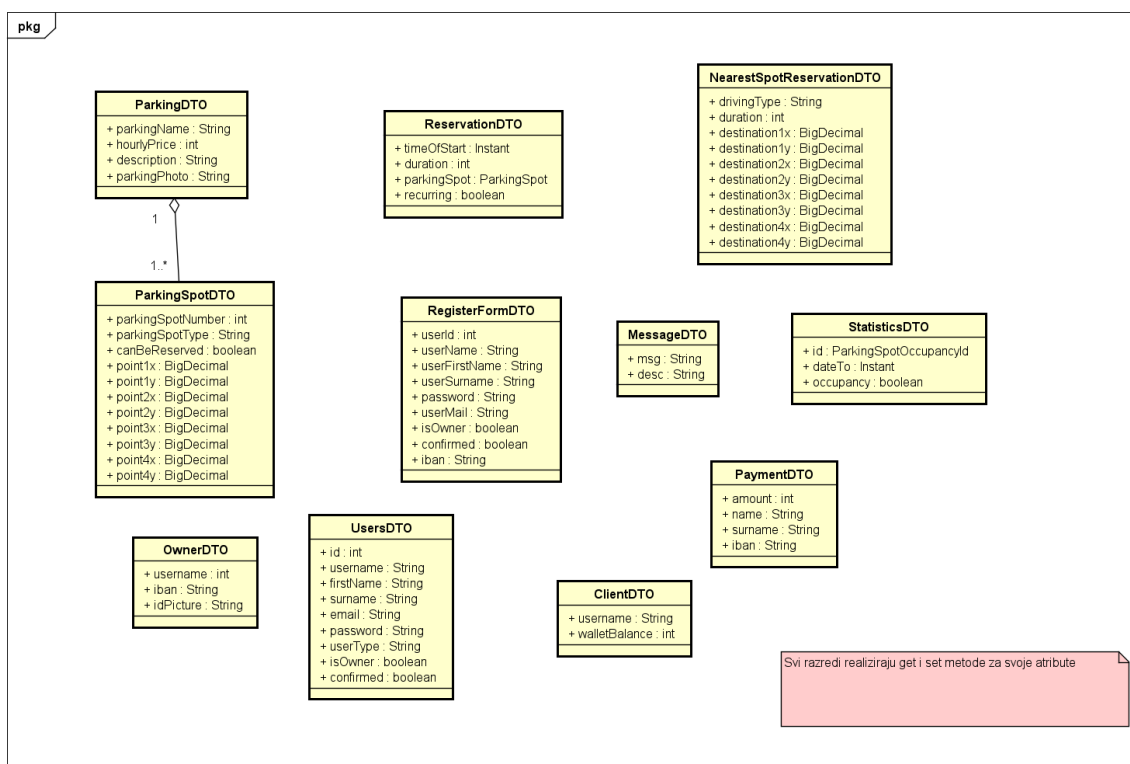 pkg
ParkingDTO
+ parkingName : String
+ hourlyPrice : int
+ description : String
+ parkingPhoto : String
1
1..*
ParkingSpotDTO
+ parkingSpotNumber : int
+ parkingSpotType : String
+ canBeReserved : boolean
+ point1x : BigDecimal
+ point1y : BigDecimal
+ point2x : BigDecimal
+ point2y : BigDecimal
+ point3x : BigDecimal
+ point3y : BigDecimal
+ point4x : BigDecimal
+ point4y : BigDecimal
ReservationDTO
+ timeOfStart : Instant
+ duration : int
+ parkingSpot : ParkingSpot
+ recurring : boolean
NearestSpotReservationDTO
+ drivingType : String
+ duration : int
+ destination1x : BigDecimal
+ destination1y : BigDecimal
+ destination2x : BigDecimal
+ destination2y : BigDecimal
+ destination3x : BigDecimal
+ destination3y : BigDecimal
+ destination4x : BigDecimal
+ destination4y : BigDecimal
RegisterFormDTO
+ userId : int
+ userName : String
+ userFirstName : String
+ userSurname : String
+ password : String
+ userMail : String
+ isOwner : boolean
+ confirmed : boolean
+ iban : String
MessageDTO
+ msg : String
+ desc : String
StatisticsDTO
+ id : ParkingSpotOccupancyId
+ dateTo : Instant
+ occupancy : boolean
PaymentDTO
+ amount : int
+ name : String
+ surname : String
+ iban : String
OwnerDTO
+ username : int
+ iban : String
+ idPicture : String
UsersDTO
+ id : int
+ username : String
+ firstName : String
+ surname : String
+ email : String
+ password : String
+ userType : String
+ isOwner : boolean
+ confirmed : boolean
ClientDTO
+ username : String
+ walletBalance : int
Svi razredi realiziraju get i set metode za svoje atribute